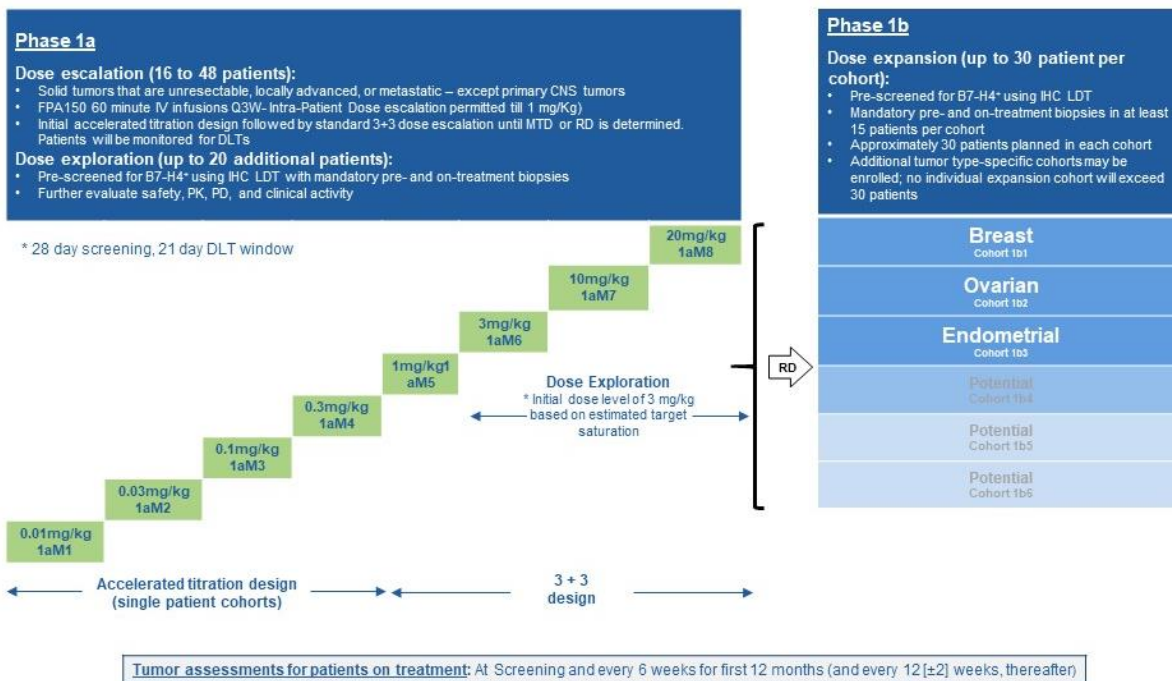 Phase 1a
Dose escalation (16 to 48 patients):
• Solid tumors that are unresectable, locally advanced, or metastatic – except primary CNS tumors
• FPA150 60 minute IV infusions Q3W- Intra-Patient Dose escalation permitted till 1 mg/Kg)
• Initial accelerated titration design followed by standard 3+3 dose escalation until MTD or RD is determined.
Patients will be monitored for DLTs
Dose exploration (up to 20 additional patients):
• Pre-screened for B7-H4⁺ using IHC LDT with mandatory pre- and on-treatment biopsies
• Further evaluate safety, PK, PD, and clinical activity
* 28 day screening, 21 day DLT window
20mg/kg
1aM8
10mg/kg
1aM7
3mg/kg
1aM6
1mg/kg1
aM5
0.3mg/kg
1aM4
0.1mg/kg
1aM3
0.03mg/kg
1aM2
0.01mg/kg
1aM1
Dose Exploration
* Initial dose level of 3 mg/kg
based on estimated target
saturation
Accelerated titration design
(single patient cohorts)
3 + 3
design
RD
Phase 1b
Dose expansion (up to 30 patient per
cohort):
• Pre-screened for B7-H4⁺ using IHC LDT
• Mandatory pre- and on-treatment biopsies in at least
15 patients per cohort
• Approximately 30 patients planned in each cohort
• Additional tumor type-specific cohorts may be
enrolled; no individual expansion cohort will exceed
30 patients
Breast
Cohort 1b1
Ovarian
Cohort 1b2
Endometrial
Cohort 1b3
Potential
Cohort 1b4
Potential
Cohort 1b5
Potential
Cohort 1b6
Tumor assessments for patients on treatment: At Screening and every 6 weeks for first 12 months (and every 12 [±2] weeks, thereafter)